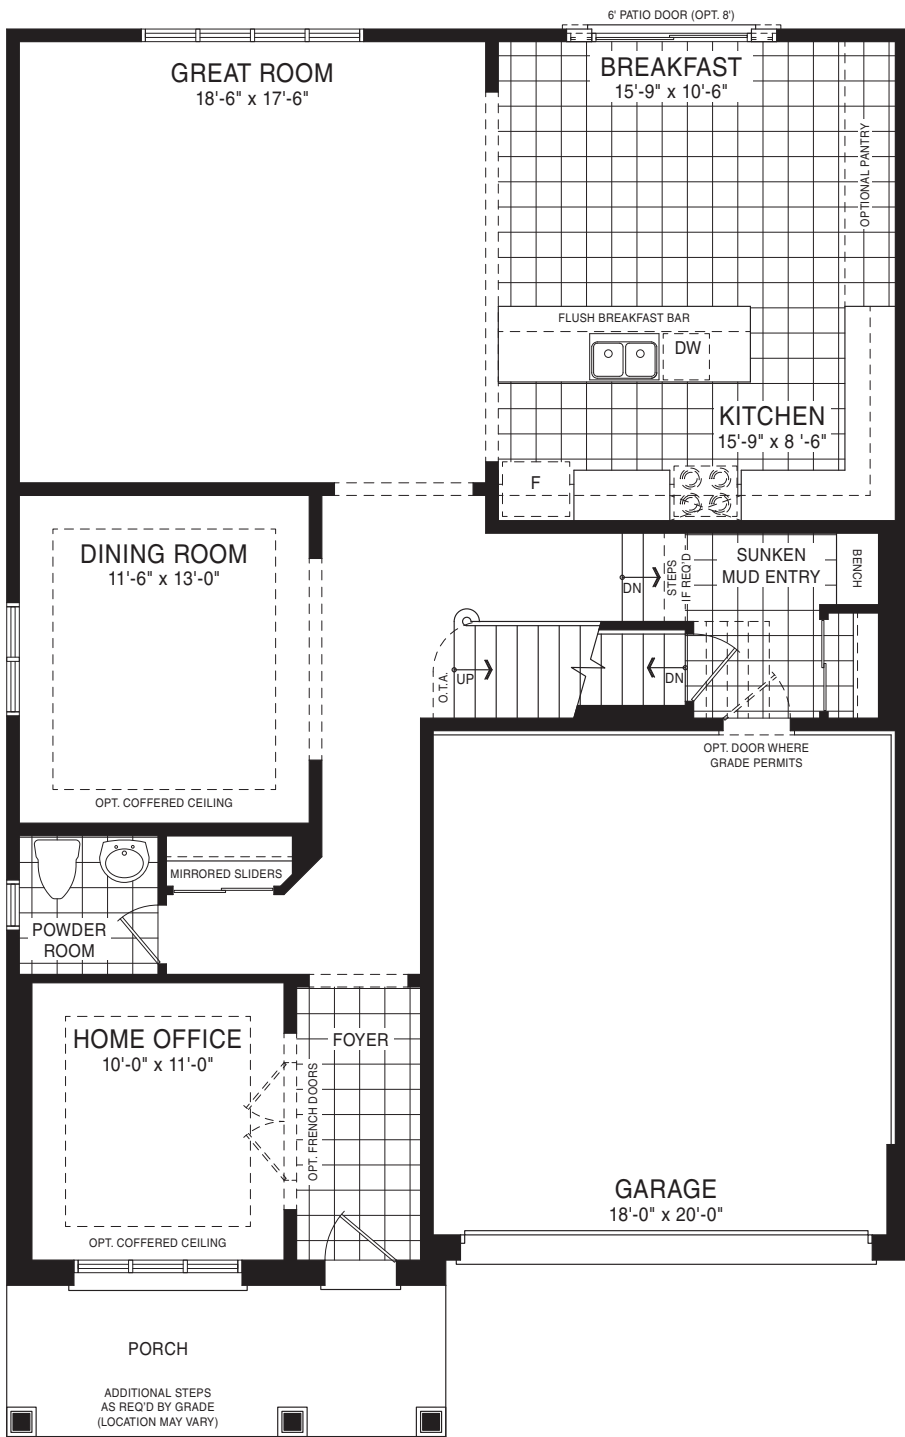 6' PATIO DOOR (OPT. 8')
GREAT ROOM
18'-6" x 17'-6"
BREAKFAST
15'-9" x 10'-6"
OPTIONAL PANTRY
FLUSH BREAKFAST BAR
DW
KITCHEN
15'-9" x 8 '-6"
F
DINING ROOM
11'-6" x 13'-0"
OPT. COFFERED CEILING
DN
STEPS
IF REQ'D
SUNKEN
MUD ENTRY
BENCH
O.T.A.
UP
DN
OPT. DOOR WHERE
GRADE PERMITS
MIRRORED SLIDERS
POWDER
ROOM
HOME OFFICE
10'-0" x 11'-0"
OPT. COFFERED CEILING
OPT. FRENCH DOORS
FOYER
GARAGE
18'-0" x 20'-0"
PORCH
ADDITIONAL STEPS
AS REQ'D BY GRADE
(LOCATION MAY VARY)